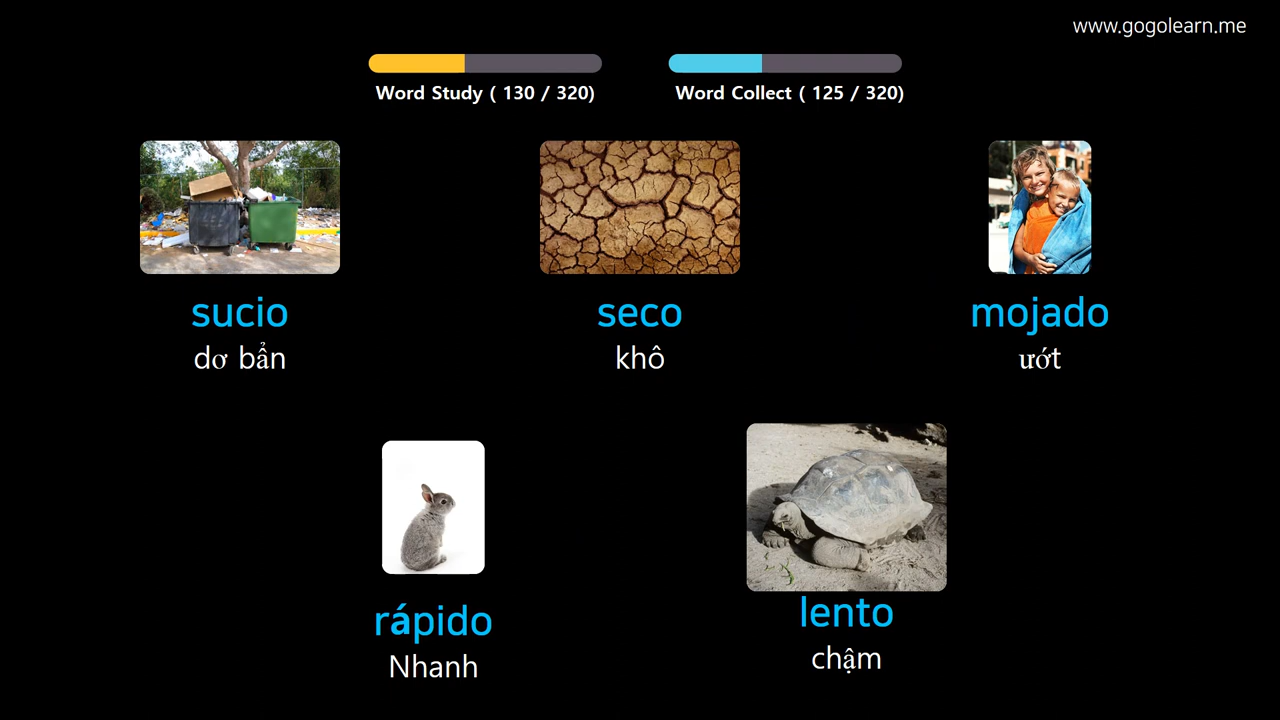 www.gogolearn.me
Word Study ( 130 / 320)
Word Collect ( 125 / 320)
sucio
dơ bẩn
seco
khô
mojado
ướt
rápido
Nhanh
lento
chậm